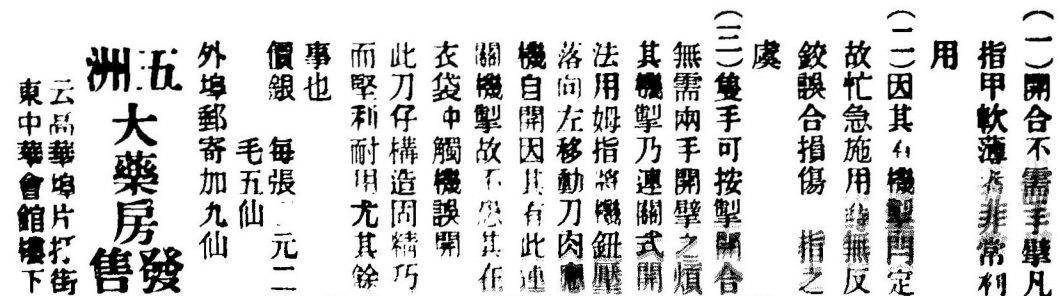 (一)開合不需手擘凡
指甲軟薄者非常利
用
(二)因其有機掣閂定
故忙急施用時無反
鉸誤合損傷 指之
虞
(三)隻手可按掣開合
無需兩手開擘之煩
其機掣乃連關式開
法用姆指將機鈕壓
落向左移動刀肉應
機自開因其有此連
關機掣故不恐其在
衣袋中觸機誤開
此刀仔構造固精巧
而堅利耐用尤其餘
事也
價銀 每張 元二
毛五仙
外埠郵寄加九仙
五
洲
大藥房
發
售
云高華埠片打街
東中華會館樓下